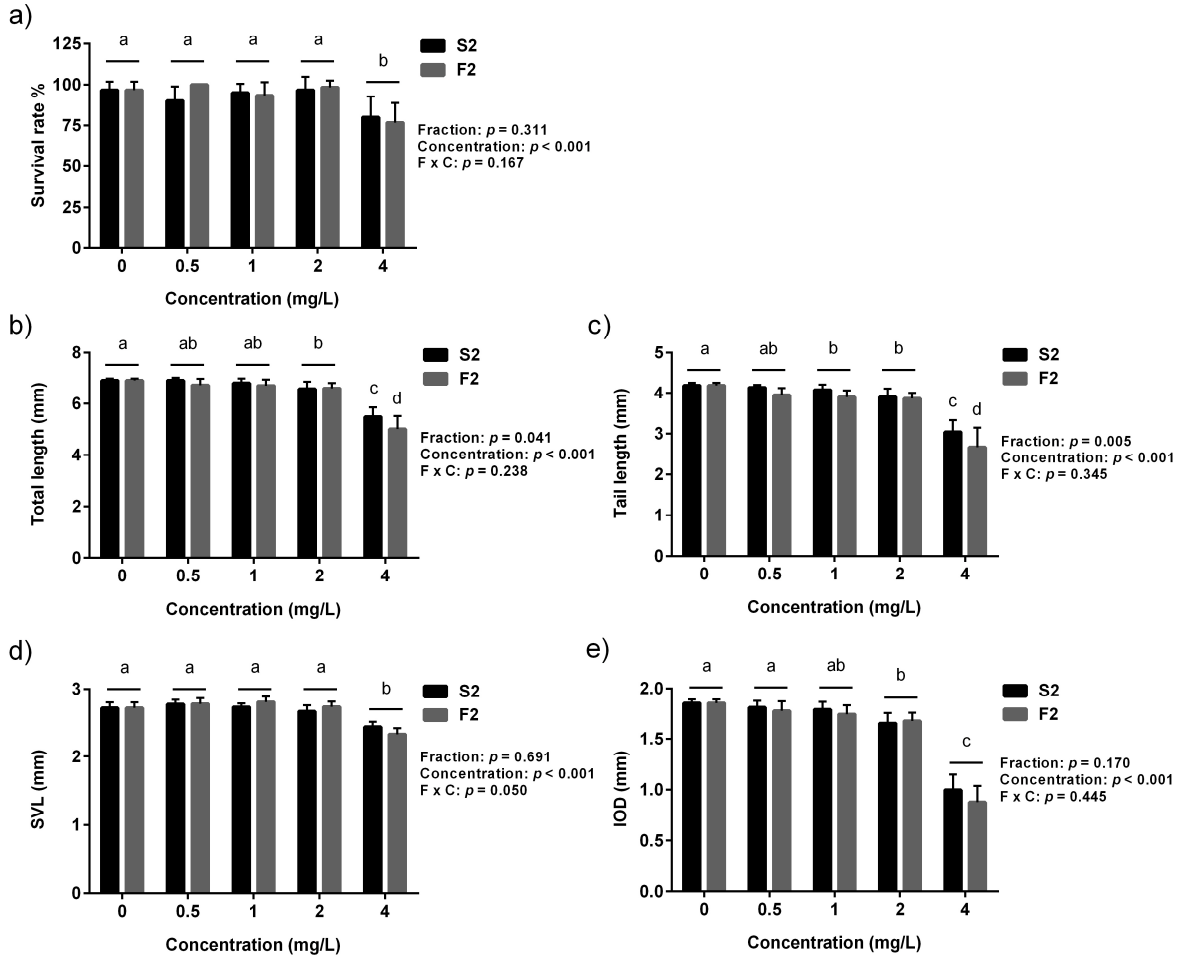 a)
Survival rate %
125
100
75
50
25
0
a a a a b
S2
F2
Fraction: p = 0.311
Concentration: p < 0.001
F x C: p = 0.167
0 0.5 1 2 4
Concentration (mg/L)
b)
Total length (mm)
8
6
4
2
0
a ab ab b c d
S2
F2
Fraction: p = 0.041
Concentration: p < 0.001
F x C: p = 0.238
0 0.5 1 2 4
Concentration (mg/L)
c)
Tail length (mm)
5
4
3
2
1
0
a ab b b c d
S2
F2
Fraction: p = 0.005
Concentration: p < 0.001
F x C: p = 0.345
0 0.5 1 2 4
Concentration (mg/L)
d)
SVL (mm)
3
2
1
0
a a a a b
S2
F2
Fraction: p = 0.691
Concentration: p < 0.001
F x C: p = 0.050
0 0.5 1 2 4
Concentration (mg/L)
e)
IOD (mm)
2.0
1.5
1.0
0.5
0.0
a a ab b c
S2
F2
Fraction: p = 0.170
Concentration: p < 0.001
F x C: p = 0.445
0 0.5 1 2 4
Concentration (mg/L)